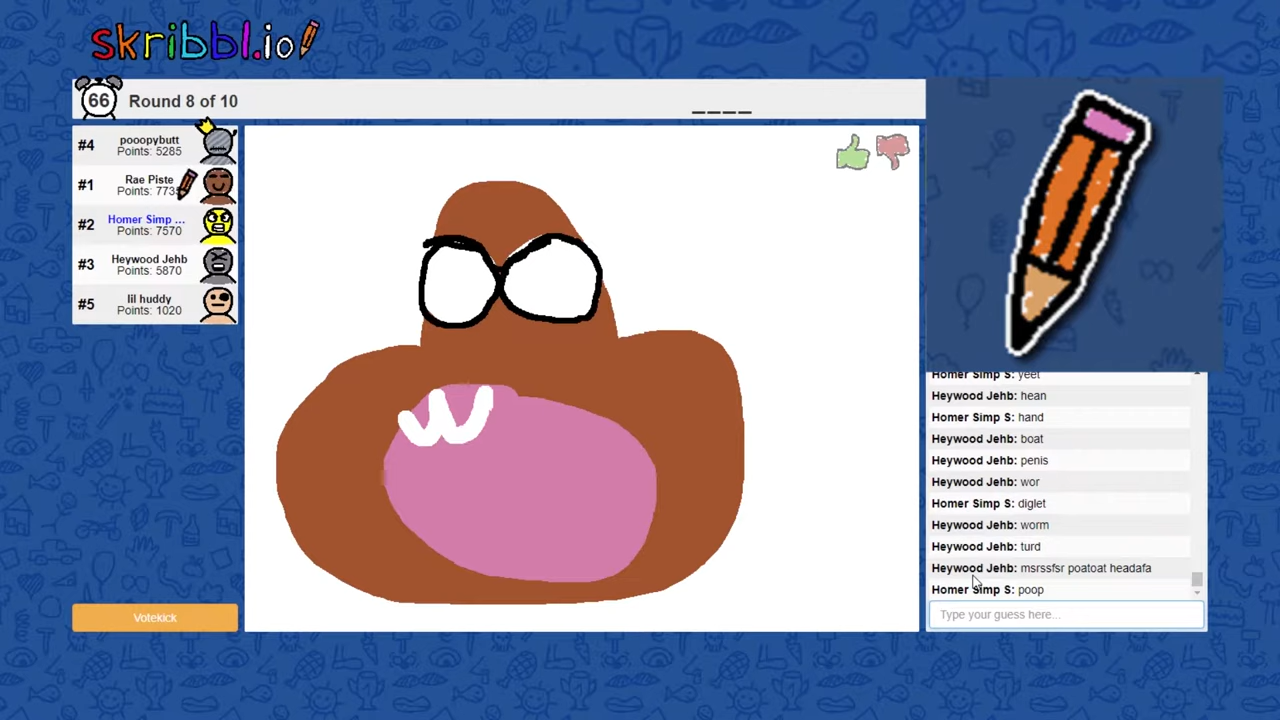 skribbl.io
66
Round 8 of 10
____
#4
pooopybutt
Points: 5285
#1
Rae Piste
Points: 7735
#2
Homer Simp ...
Points: 7570
#3
Heywood Jehb
Points: 5870
#5
lil huddy
Points: 1020
Votekick
w
Homer Simp S: yeet
Heywood Jehb: hean
Homer Simp S: hand
Heywood Jehb: boat
Heywood Jehb: penis
Heywood Jehb: wor
Homer Simp S: diglet
Heywood Jehb: worm
Heywood Jehb: turd
Heywood Jehb: msrssfsr poatoat headafa
Homer Simp S: poop
Type your guess here...